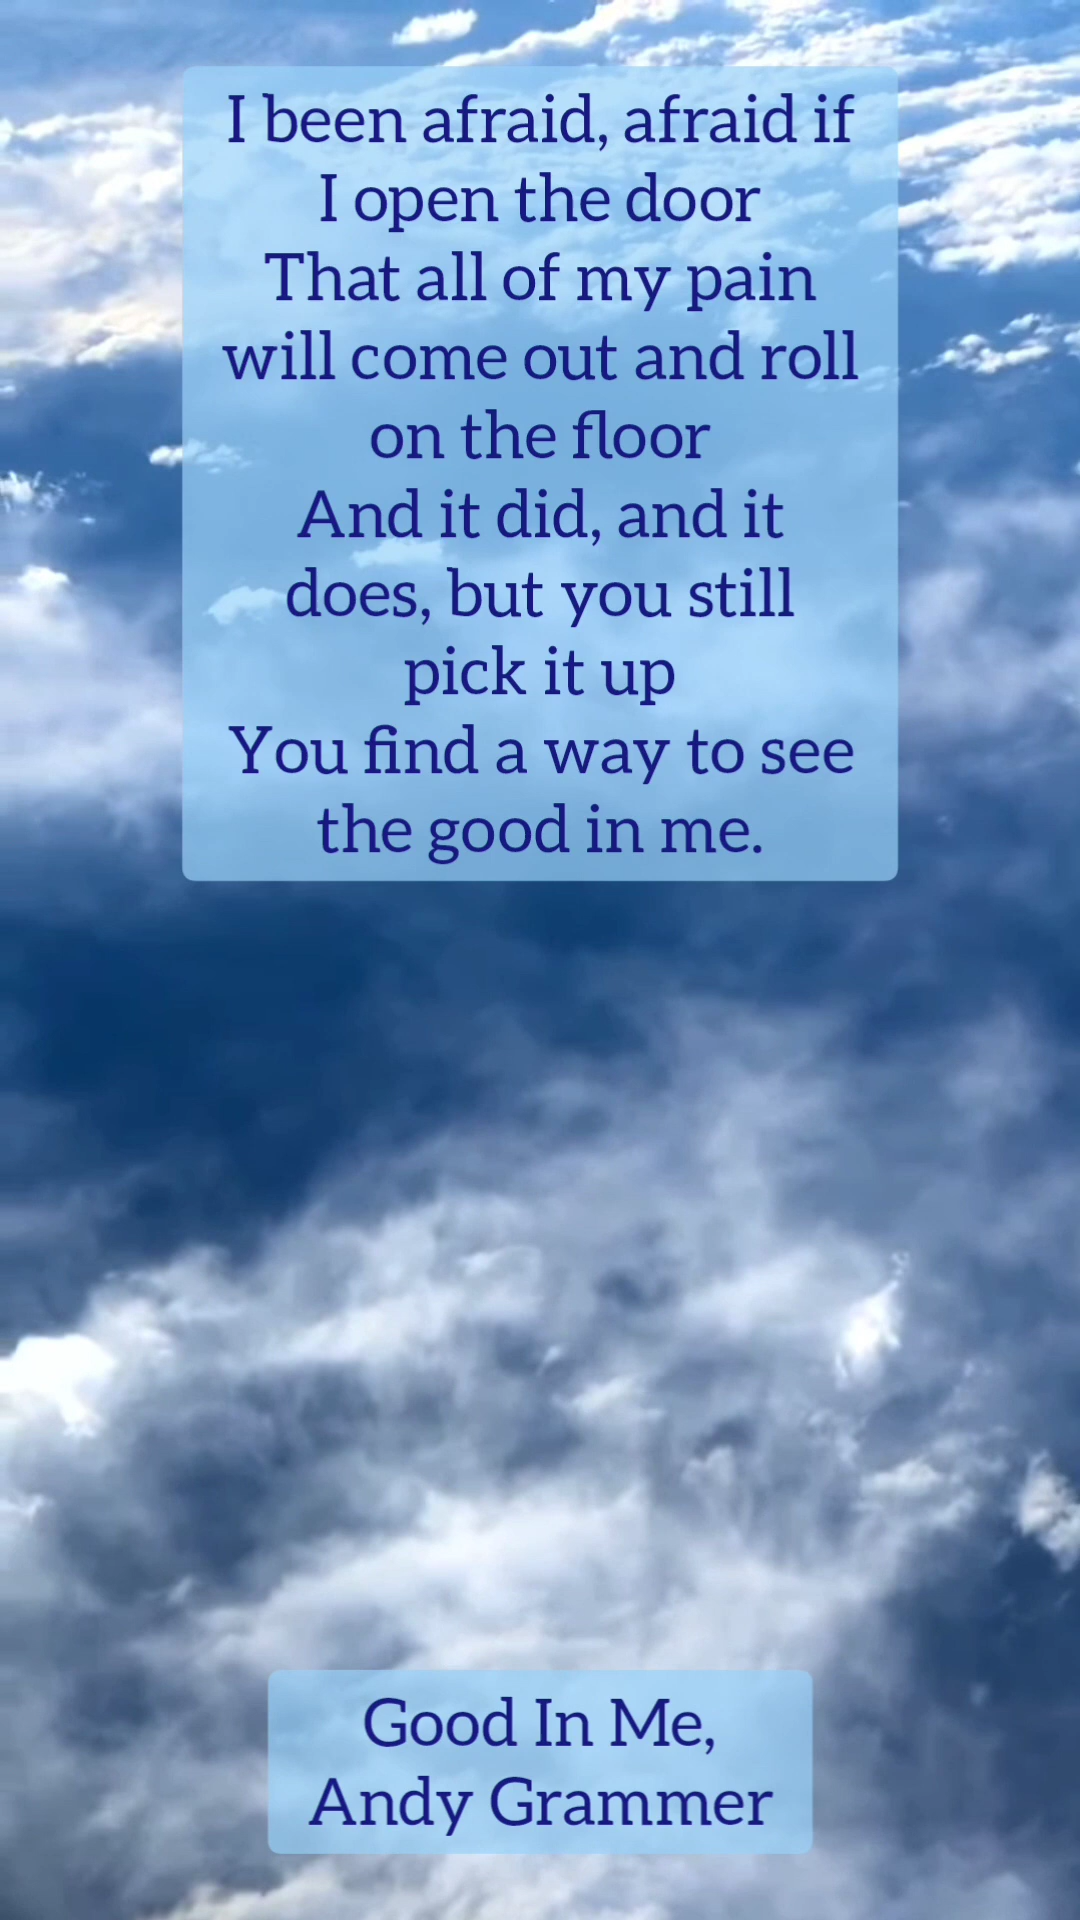 I been afraid, afraid if
I open the door
That all of my pain
will come out and roll
on the floor
And it did, and it
does, but you still
pick it up
You find a way to see
the good in me.
Good In Me,
Andy Grammer